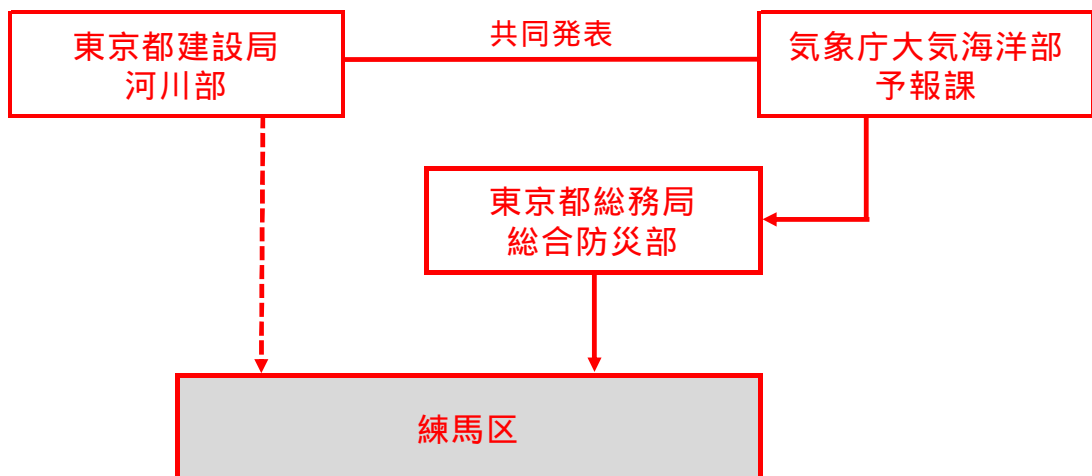 東京都建設局
河川部
共同発表
気象庁大気海洋部
予報課
東京都総務局
総合防災部
練馬区